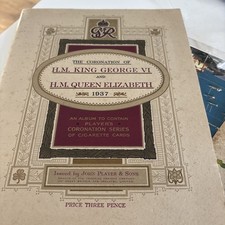 GR
THE CORONATION OF
H.M. KING GEORGE VI
AND
H.M. QUEEN ELIZABETH
1937
AN ALBUM TO CONTAIN
PLAYER'S
CORONATION SERIES
OF CIGARETTE CARDS
Issued by JOHN PLAYER & SONS
PRICE THREE PENCE